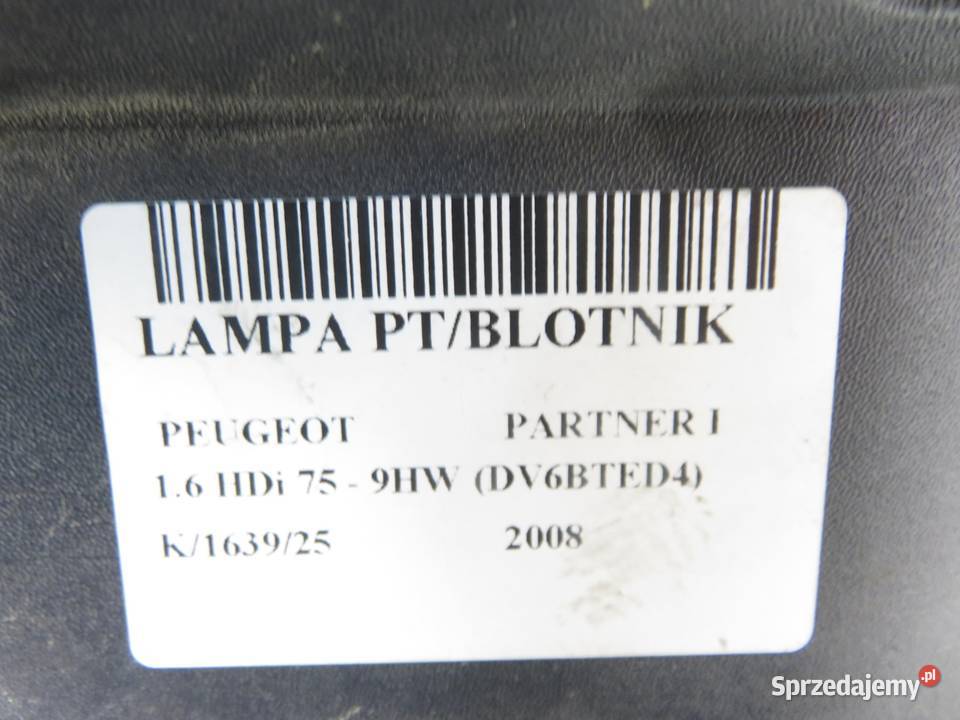 LAMPA PT/BLOTNIK
PEUGEOT PARTNER I
1.6 HDi 75 - 9HW (DV6BTED4)
K/1639/25 2008
Sprzedajemy.pl